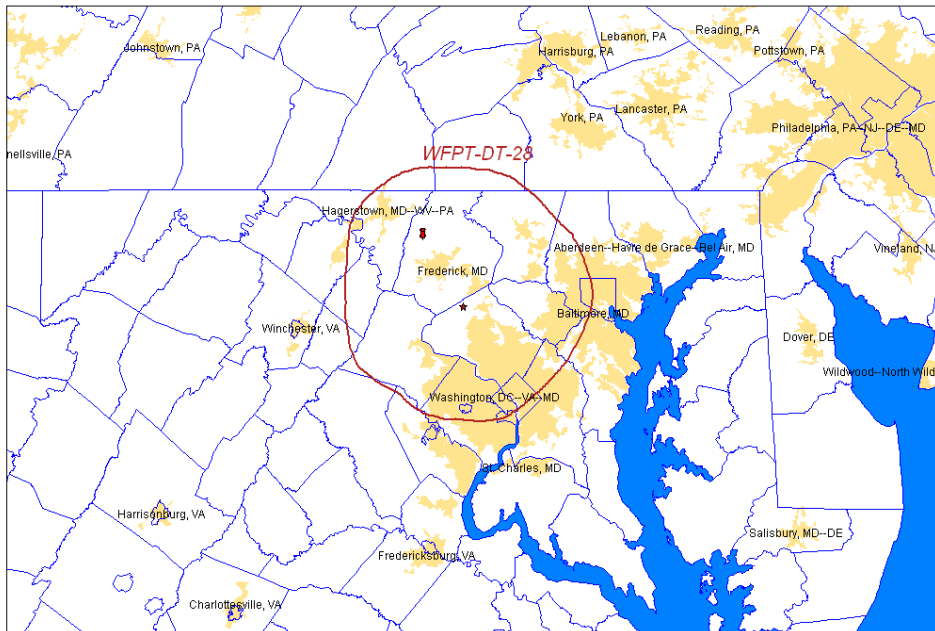 Johnstown, PA
Lebanon, PA
Reading, PA
Harrisburg, PA
Pottstown, PA
Lancaster, PA
York, PA
Philadelphia, PA--NJ--DE--MD
nellsville, PA
WFPT-DT-28
Hagerstown, MD--WV--PA
Aberdeen--Havre de Grace--Bel Air, MD
Vineland, N
Frederick, MD
Baltimore, MD
Winchester, VA
Dover, DE
Wildwood--North Wild
Washington, DC--VA--MD
St. Charles, MD
Harrisonburg, VA
Salisbury, MD--DE
Fredericksburg, VA
Charlottesville, VA